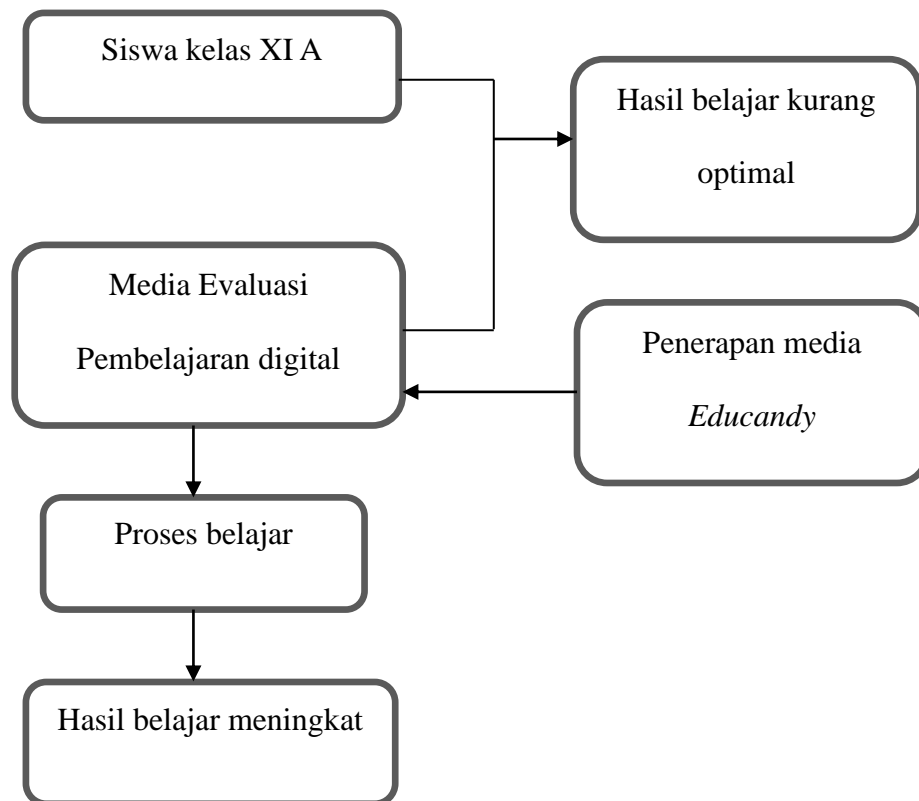 Siswa kelas XI A
Hasil belajar kurang
optimal
Media Evaluasi
Pembelajaran digital
Penerapan media
Educandy
Proses belajar
Hasil belajar meningkat